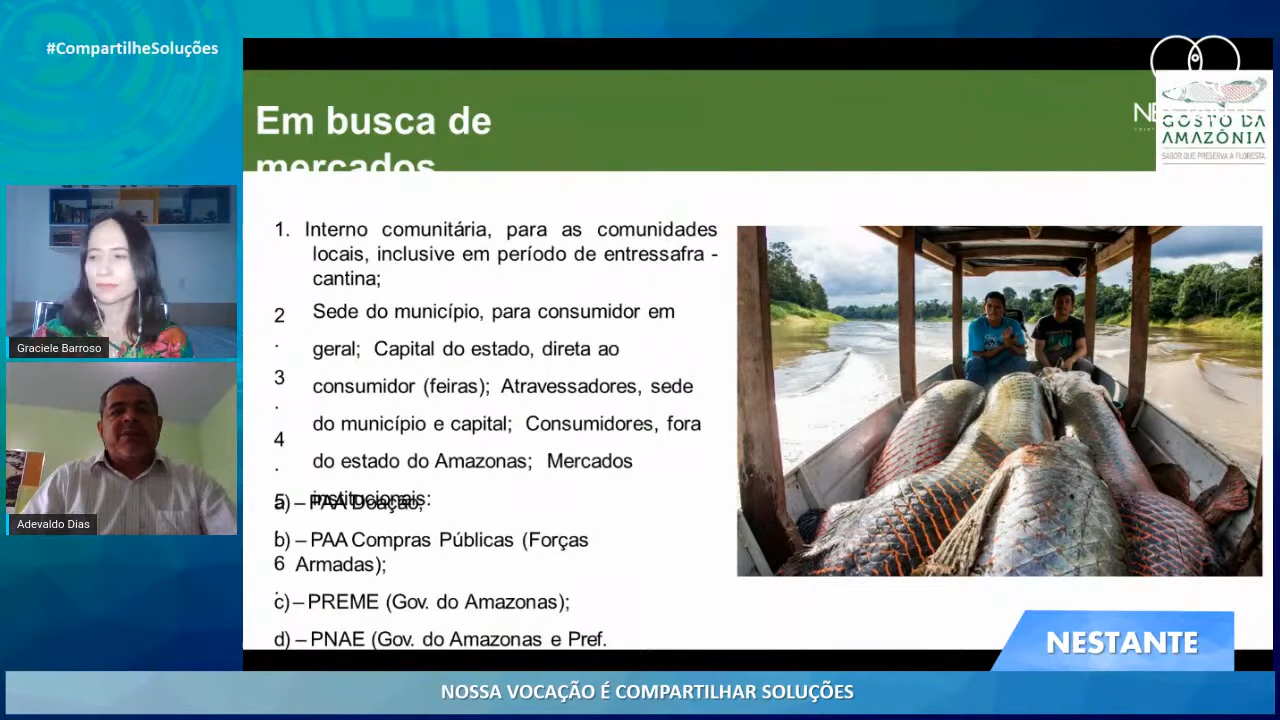 #CompartilheSoluções
Em busca de
mercados
GOSTO DA
AMAZÔNIA
SABOR QUE PRESERVA A FLORESTA
1. Interno comunitária, para as comunidades
locais, inclusive em período de entressafra -
cantina;
2. Sede do município, para consumidor em
geral; Capital do estado, direta ao
3. consumidor (feiras); Atravessadores, sede
do município e capital; Consumidores, fora
4. do estado do Amazonas; Mercados
5. institucionais:
a) – PAA Doação;
b) – PAA Compras Públicas (Forças
6. Armadas);
c) – PREME (Gov. do Amazonas);
d) – PNAE (Gov. do Amazonas e Pref.
Graciele Barroso
Adevaldo Dias
NESTANTE
NOSSA VOCAÇÃO É COMPARTILHAR SOLUÇÕES